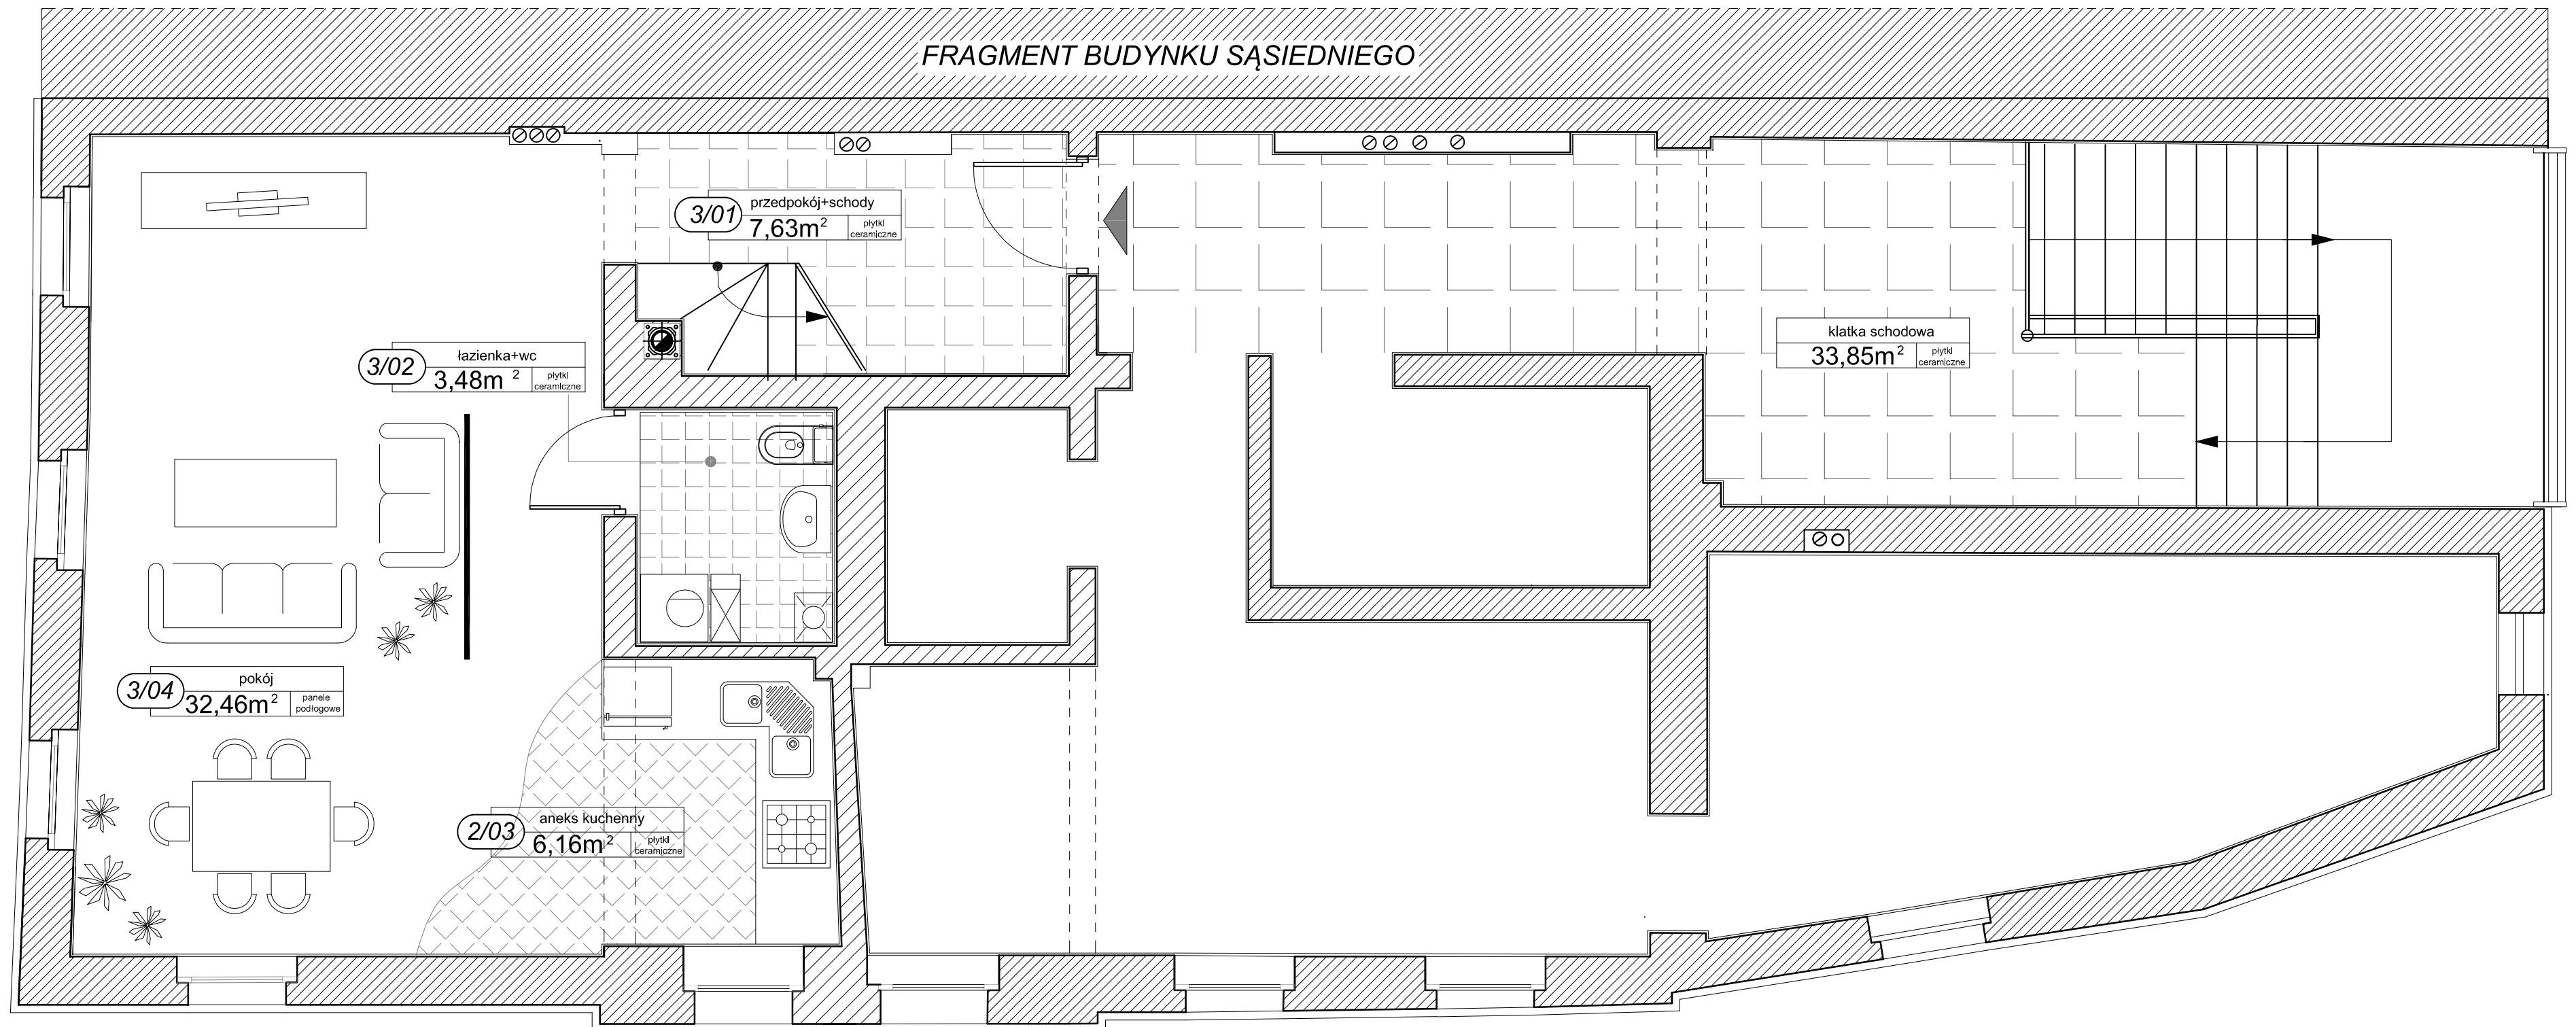 FRAGMENT BUDYNKU SĄSIEDNIEGO
3/01
przedpokój+schody
7,63m²
płytki
ceramiczne
3/02
łazienka+wc
3,48m ²
płytki
ceramiczne
klatka schodowa
33,85m²
płytki
ceramiczne
3/04
pokój
32,46m²
panele
podłogowe
2/03
aneks kuchenny
6,16m²
płytki
ceramiczne